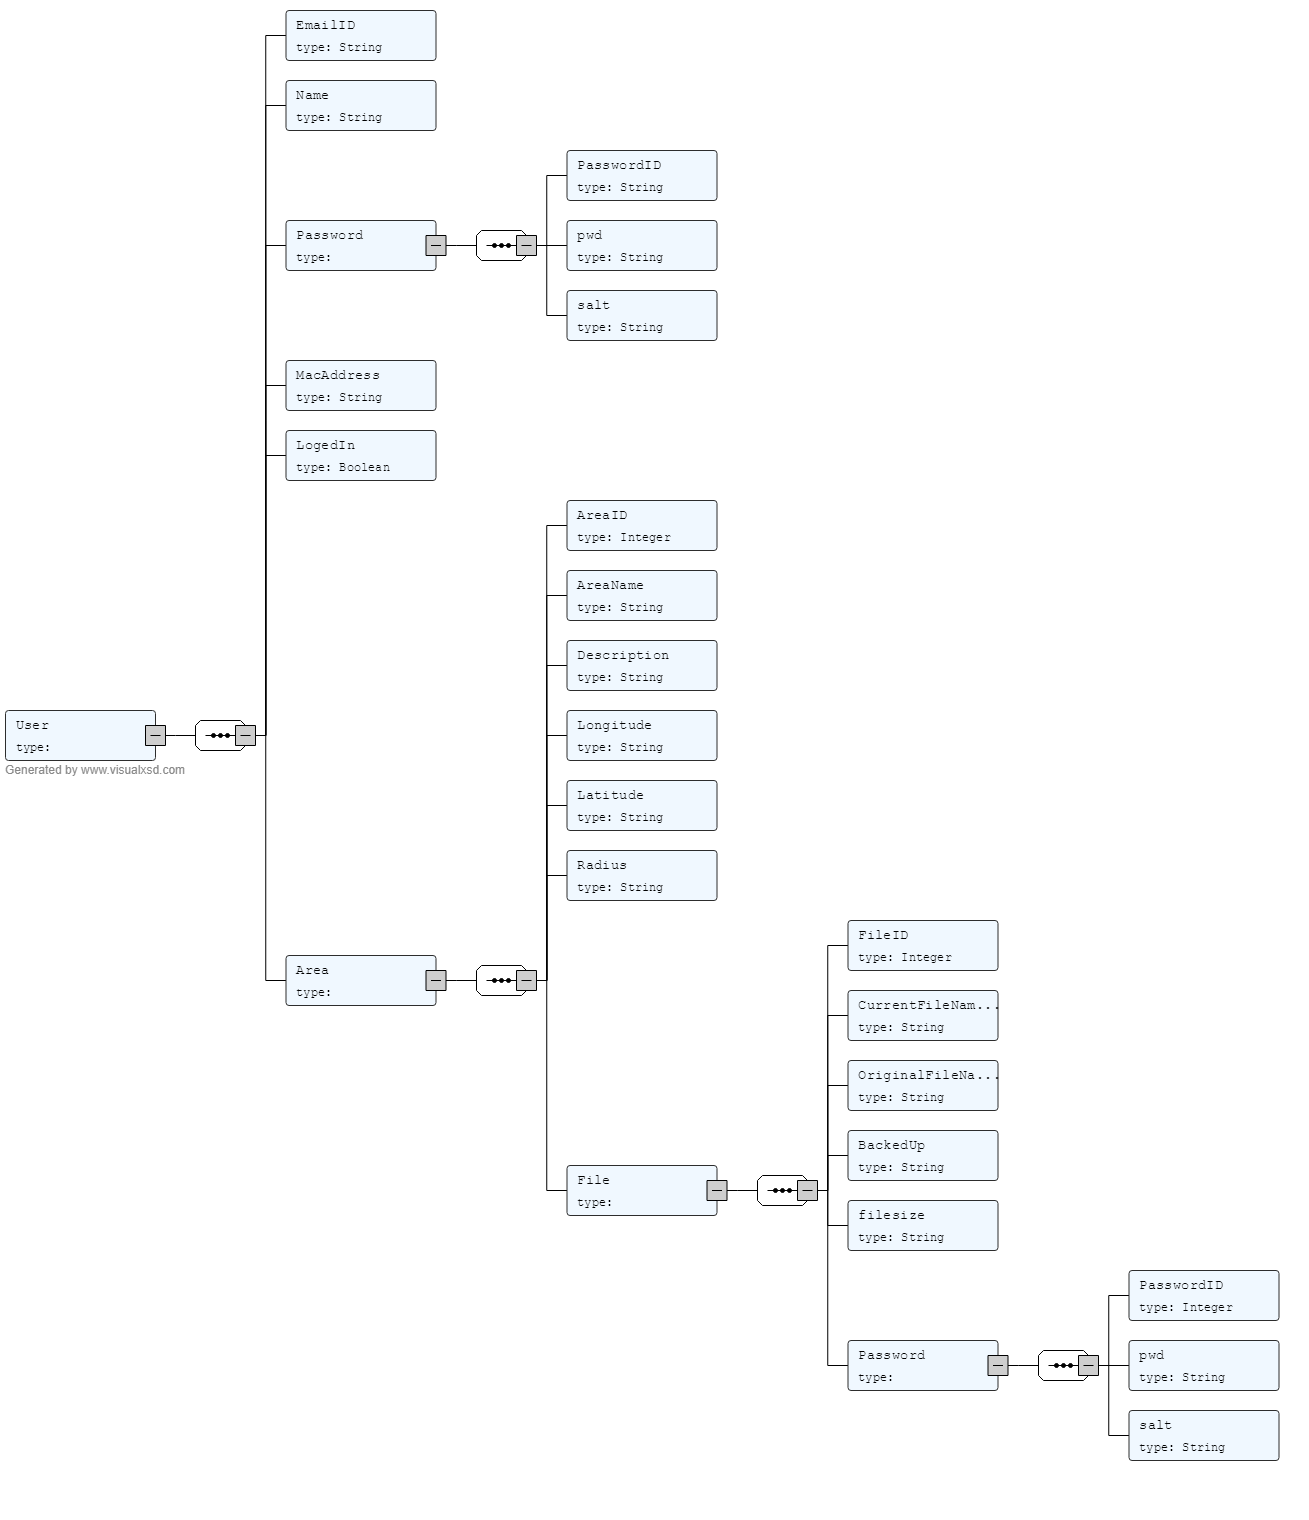 EmailID
type: String
Name
type: String
PasswordID
type: String
Password
type:
pwd
type: String
salt
type: String
MacAddress
type: String
LogedIn
type: Boolean
AreaID
type: Integer
AreaName
type: String
Description
type: String
User
type:
Generated by www.visualxsd.com
Longitude
type: String
Latitude
type: String
Radius
type: String
Area
type:
FileID
type: Integer
CurrentFileNam...
type: String
OriginalFileNa...
type: String
BackedUp
type: String
File
type:
filesize
type: String
PasswordID
type: Integer
Password
type:
pwd
type: String
salt
type: String